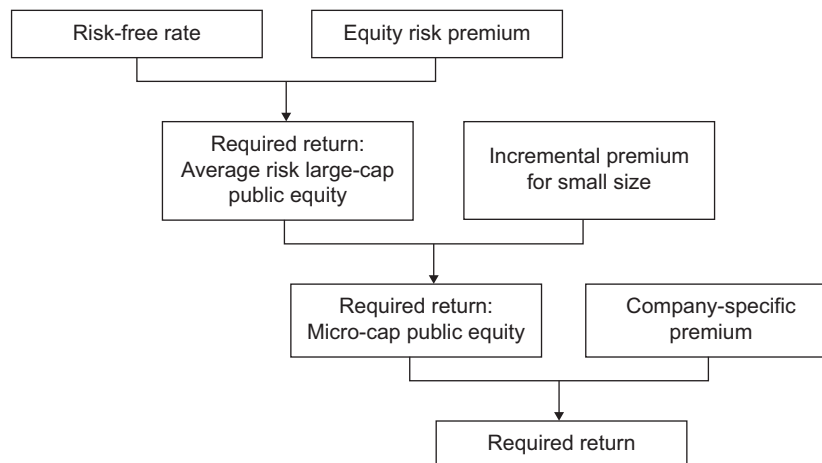 Risk-free rate
Equity risk premium
Required return:
Average risk large-cap
public equity
Incremental premium
for small size
Required return:
Micro-cap public equity
Company-specific
premium
Required return